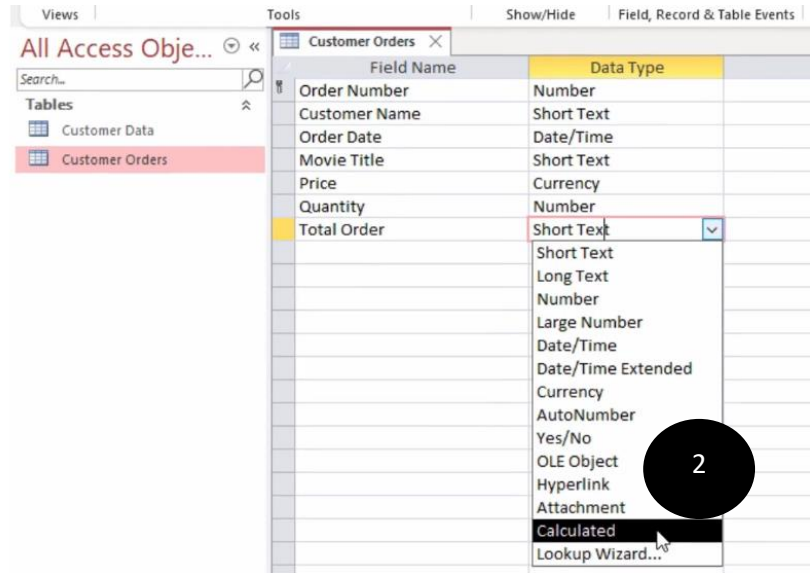 Views Tools Show/Hide Field, Record & Table Events
All Access Obje... «
Search...
Tables
Customer Data
Customer Orders
Customer Orders
Field Name Data Type
Order Number Number
Customer Name Short Text
Order Date Date/Time
Movie Title Short Text
Price Currency
Quantity Number
Total Order Short Text
Short Text
Long Text
Number
Large Number
Date/Time
Date/Time Extended
Currency
AutoNumber
Yes/No
OLE Object
Hyperlink
Attachment
Calculated
Lookup Wizard...
2